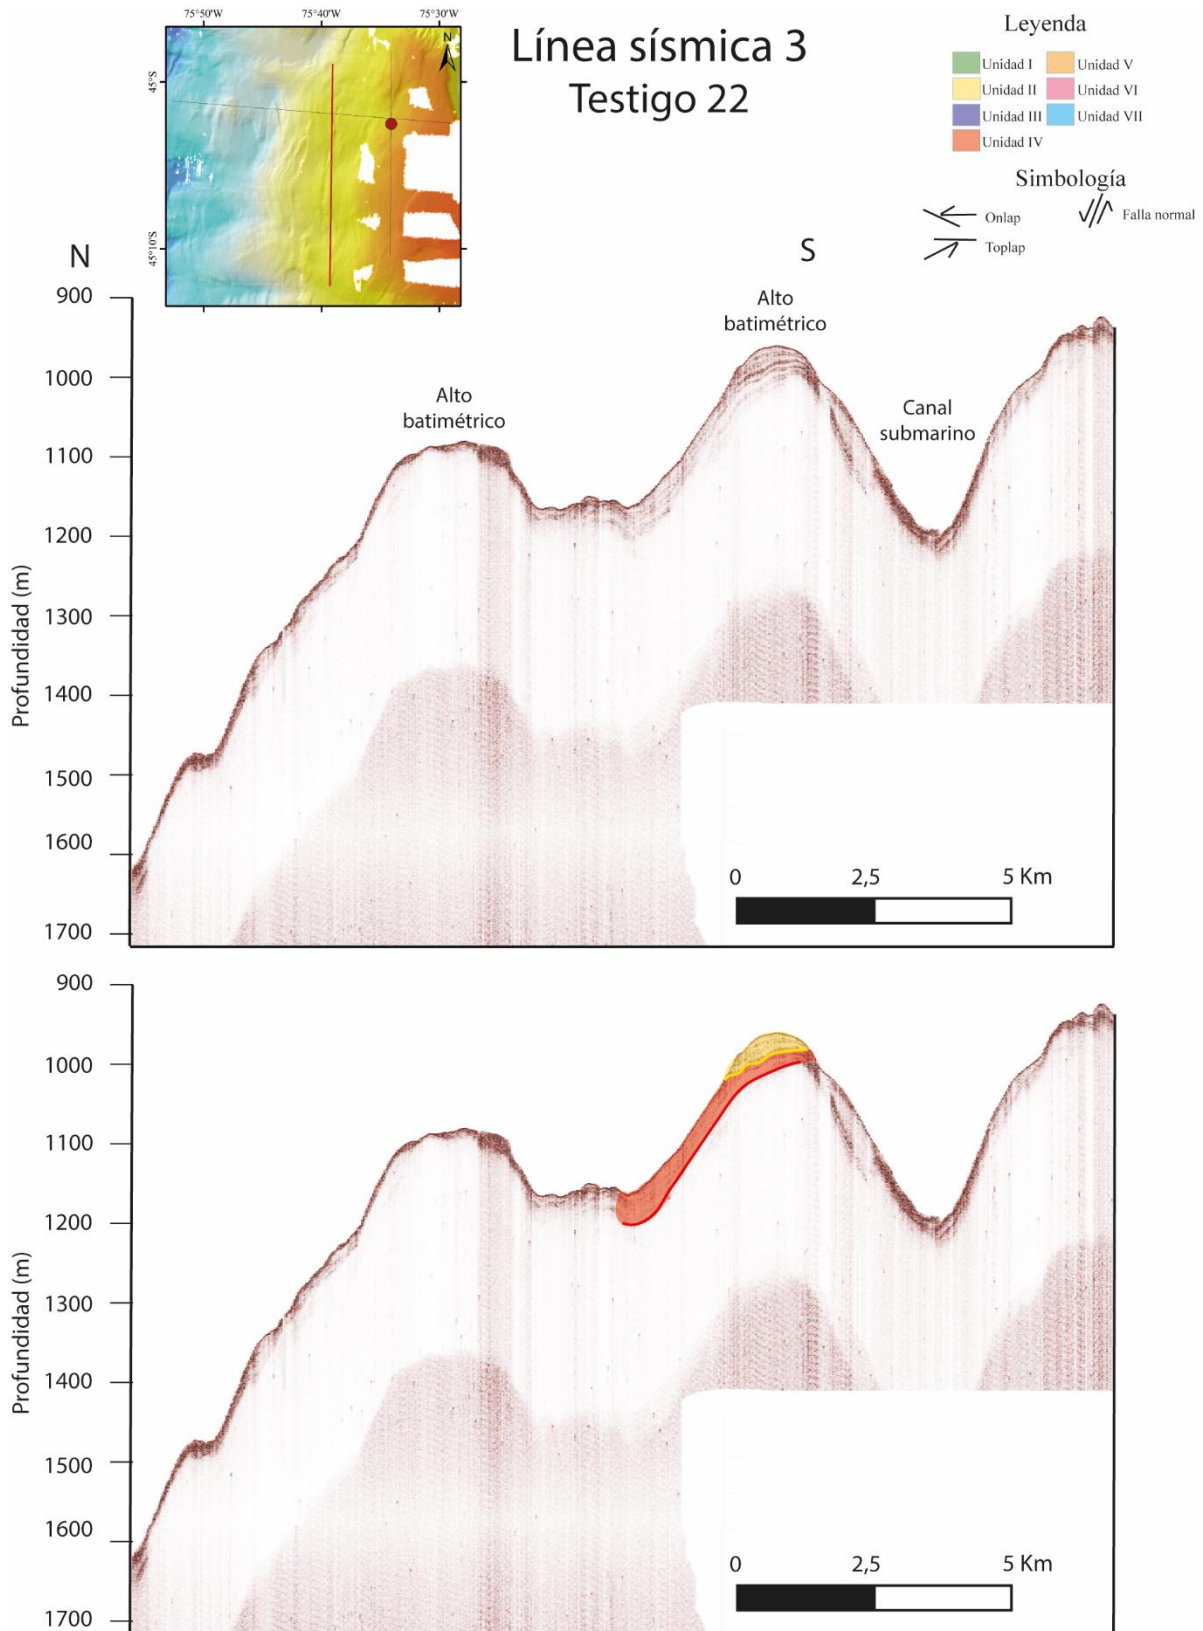 75°50'W 75°40'W 75°30'W
45°S
45°10'S
N
Línea sísmica 3
Testigo 22
Leyenda
Unidad I Unidad V
Unidad II Unidad VI
Unidad III Unidad VII
Unidad IV
Simbología
Onlap Falla normal
Toplap
N S
Alto
batimétrico
Alto
batimétrico
Canal
submarino
Profundidad (m)
900
1000
1100
1200
1300
1400
1500
1600
1700
0 2,5 5 Km
Profundidad (m)
900
1000
1100
1200
1300
1400
1500
1600
1700
0 2,5 5 Km